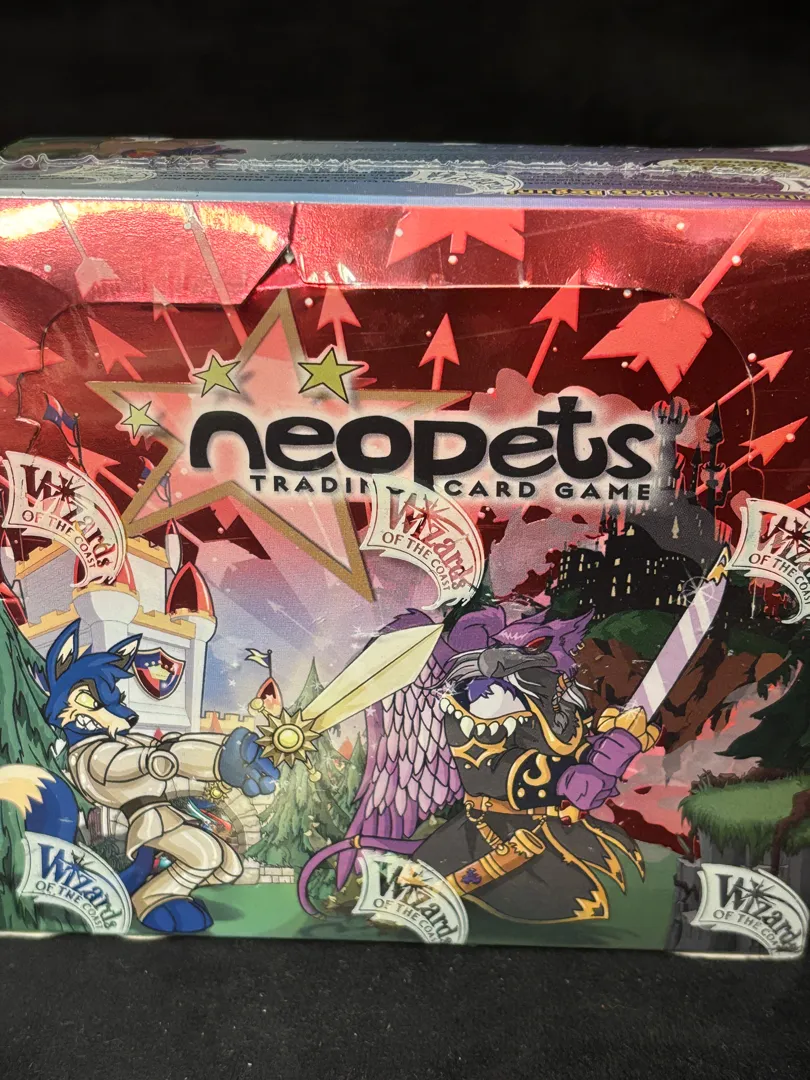 neopets™
TRADING CARD GAME
Wizards
OF THE COAST
Wizards
OF THE COAST
Wizards
OF THE COAST
Wizards
OF THE COAST
Wizards
OF THE COAST
Wizards
OF THE COAST